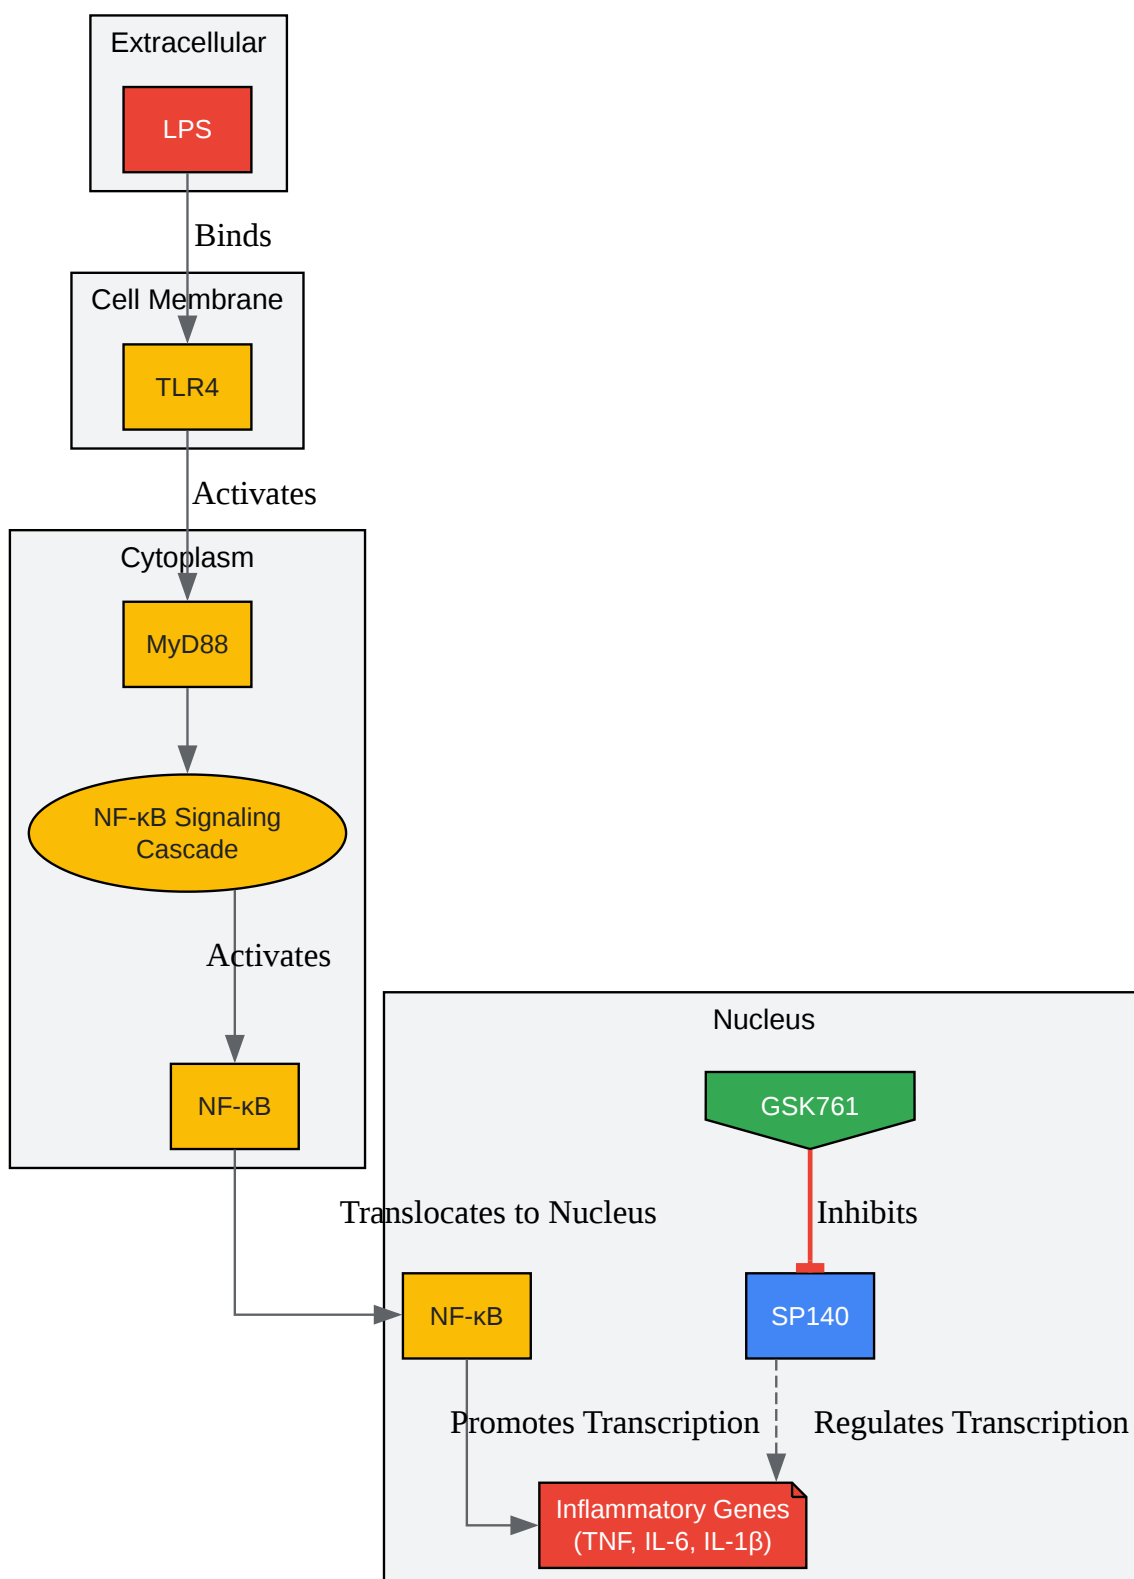 Extracellular
LPS
Binds
Cell Membrane
TLR4
Activates
Cytoplasm
MyD88
NF-κB Signaling
Cascade
Activates
NF-κB
Nucleus
GSK761
Translocates to Nucleus
Inhibits
NF-κB
SP140
Promotes Transcription
Regulates Transcription
Inflammatory Genes
(TNF, IL-6, IL-1β)